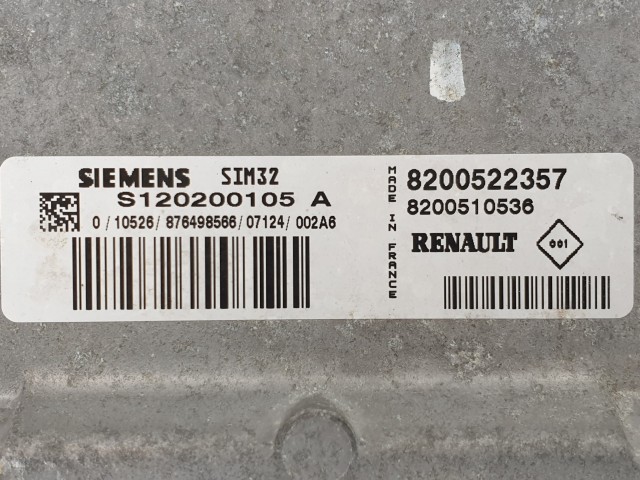 SIEMENS SIM32
S120200105 A
0 / 10526 / 876498566 / 07124 / 002A6
MADE IN FRANCE
8200522357
8200510536
RENAULT 001